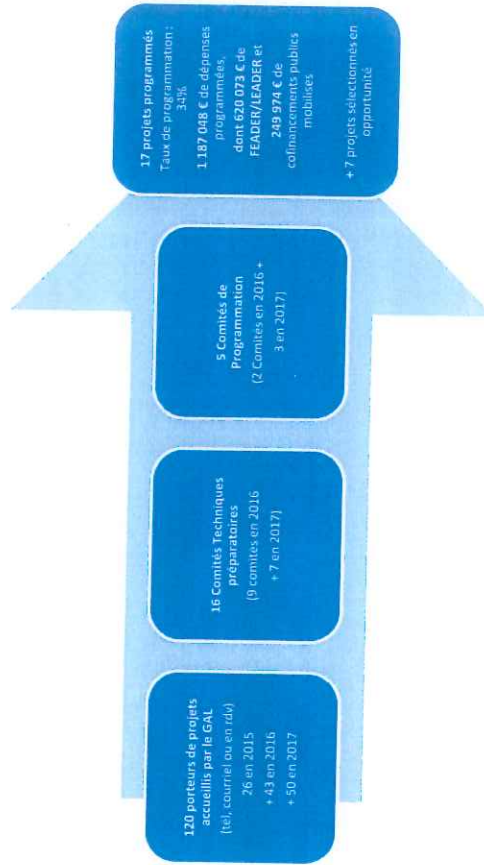 120 porteurs de projets
accueillis par le GAL
(tél, courriel ou en rdv)
26 en 2015
+ 43 en 2016
+ 50 en 2017
16 Comités Techniques
préparatoires
(9 comités en 2016
+ 7 en 2017)
5 Comités de
Programmation
(2 Comités en 2016 +
3 en 2017)
17 projets programmés
Taux de programmation :
34%
1 187 048 € de dépenses
programmées,
dont 620 073 € de
FEADER/LEADER et
249 974 € de
cofinancements publics
mobilises
+ 7 projets sélectionnés en
opportunité